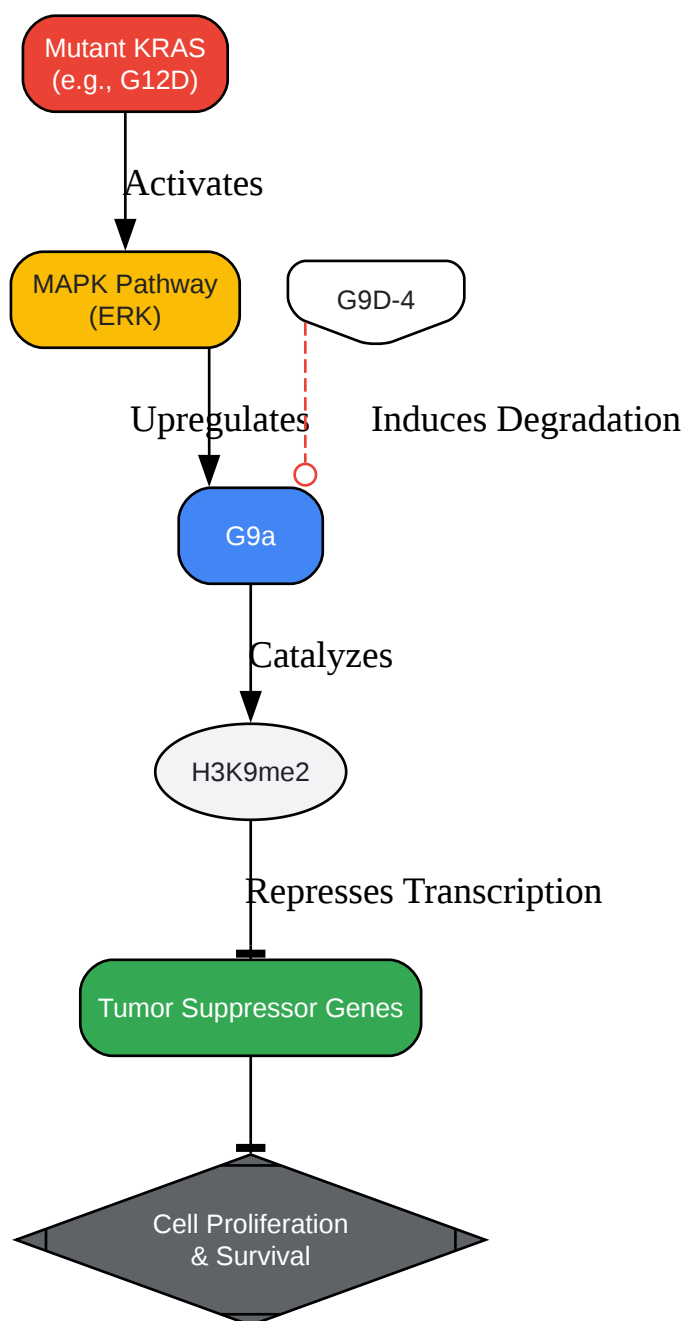 Mutant KRAS
(e.g., G12D)
Activates
MAPK Pathway
(ERK)
G9D-4
Upregulates
Induces Degradation
G9a
Catalyzes
H3K9me2
Represses Transcription
Tumor Suppressor Genes
Cell Proliferation
& Survival